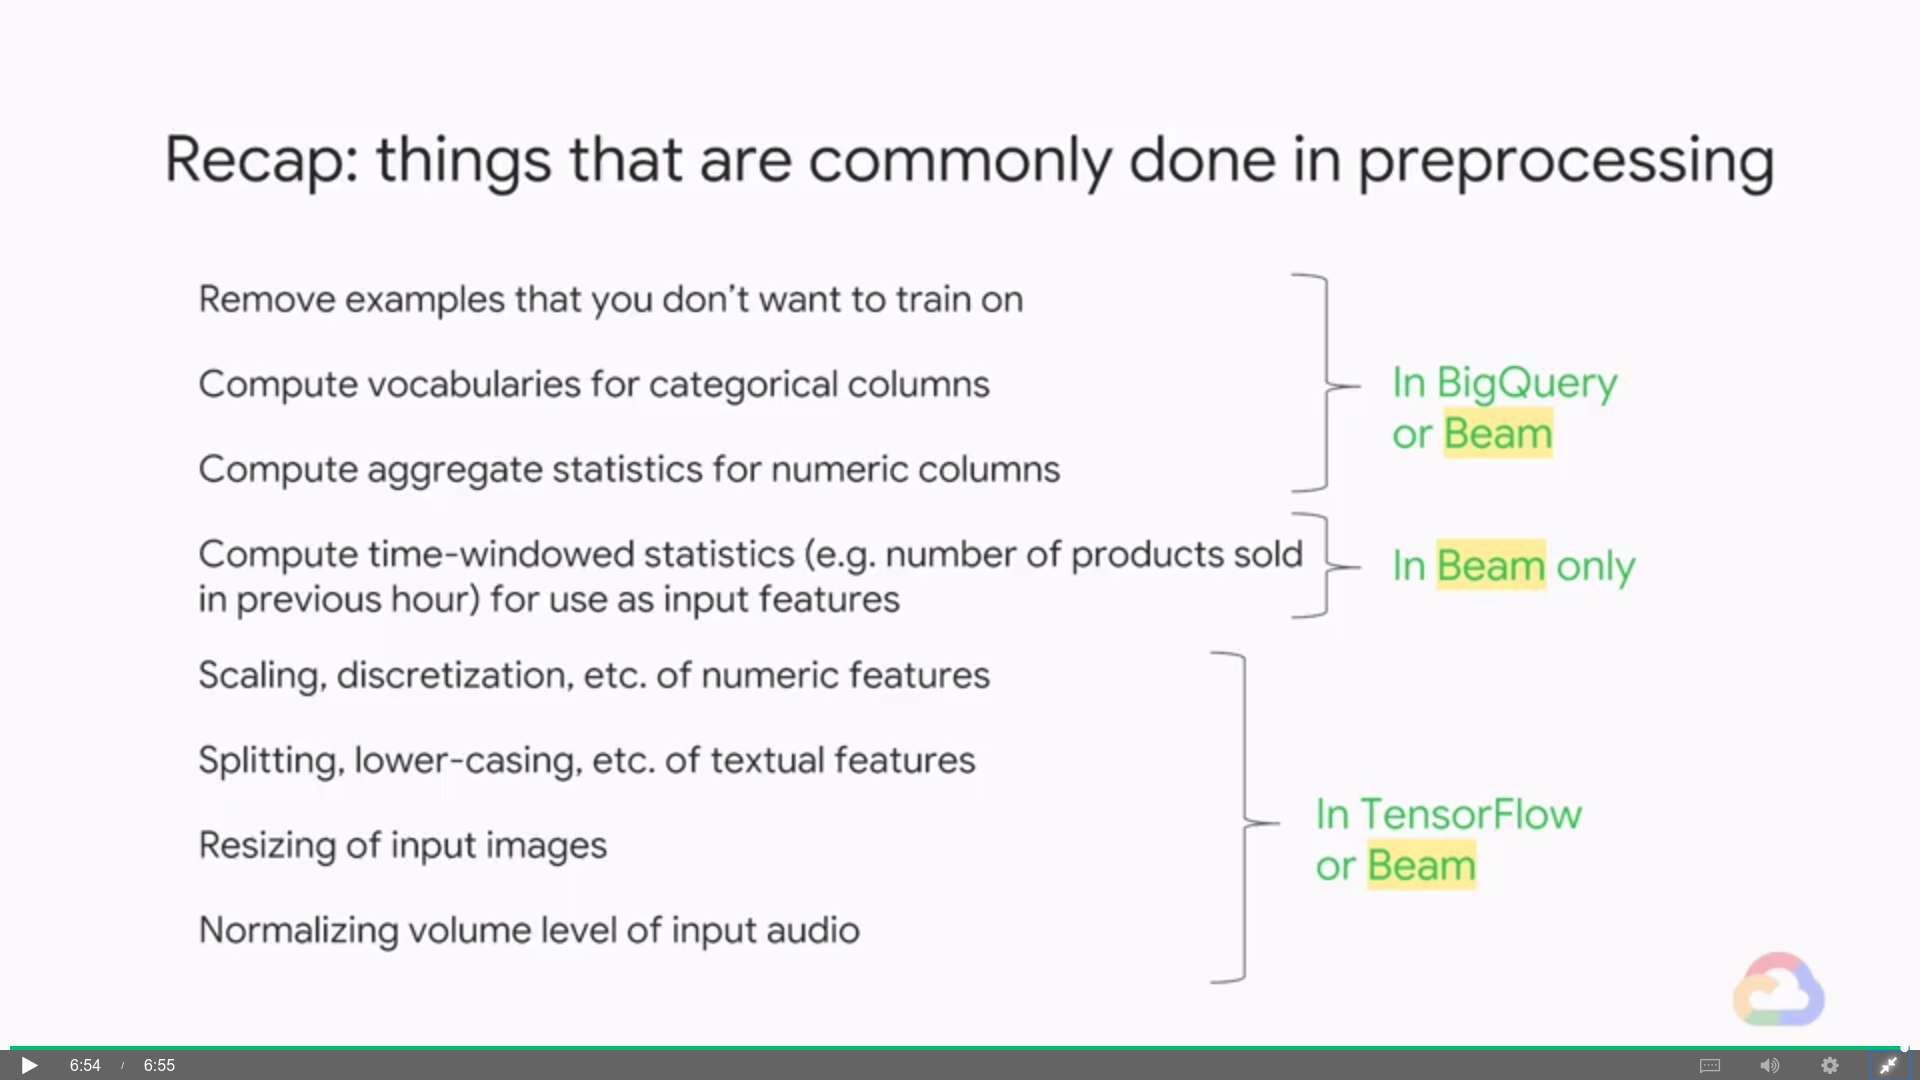 Recap: things that are commonly done in preprocessing
Remove examples that you don't want to train on
Compute vocabularies for categorical columns
Compute aggregate statistics for numeric columns
In BigQuery
or Beam
Compute time-windowed statistics (e.g. number of products sold
in previous hour) for use as input features
In Beam only
Scaling, discretization, etc. of numeric features
Splitting, lower-casing, etc. of textual features
Resizing of input images
Normalizing volume level of input audio
In TensorFlow
or Beam
6:54 / 6:55